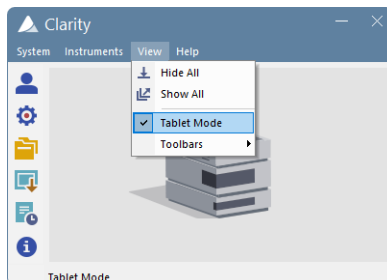 Clarity
System Instruments View Help
Hide All
Show All
Tablet Mode
Toolbars
Tablet Mode